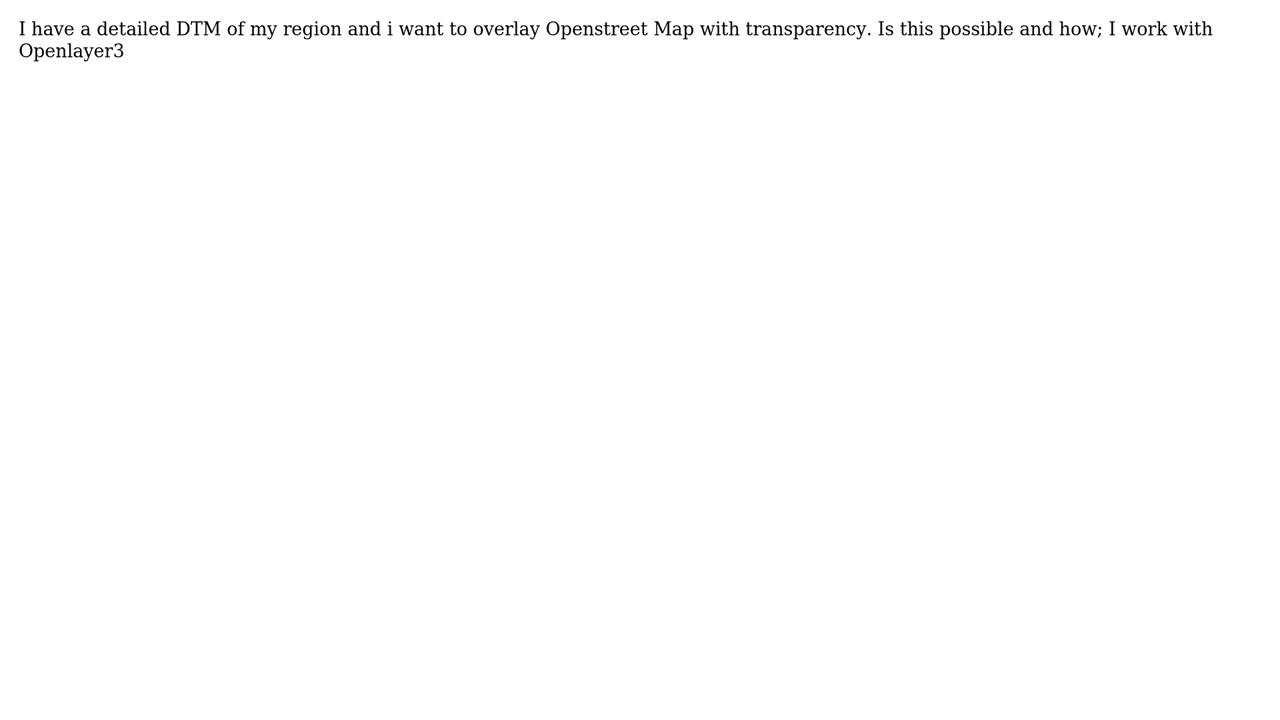 I have a detailed DTM of my region and i want to overlay Openstreet Map with transparency. Is this possible and how; I work with
Openlayer3